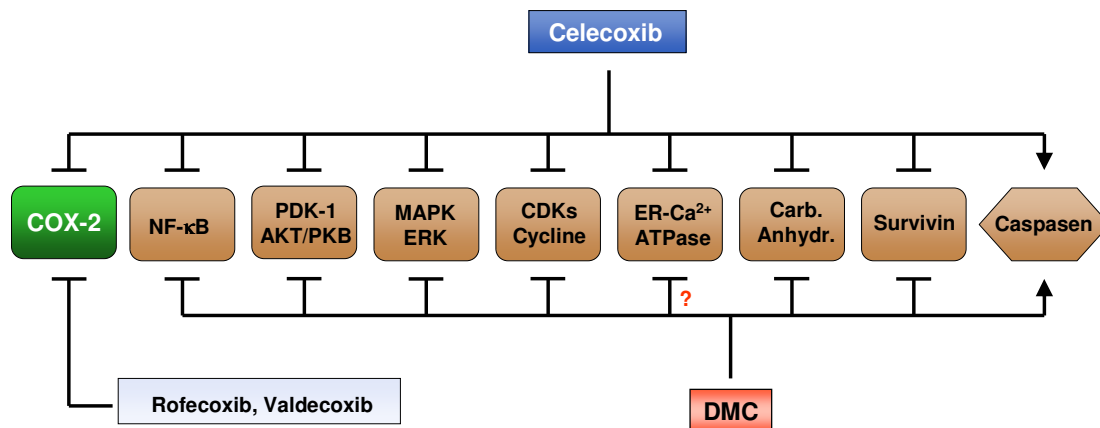 Celecoxib
COX-2
NF-κB
PDK-1
AKT/PKB
MAPK
ERK
CDKs
Cycline
ER-Ca²⁺
ATPase
Carb.
Anhydr.
Survivin
Caspasen
?
Rofecoxib, Valdecoxib
DMC